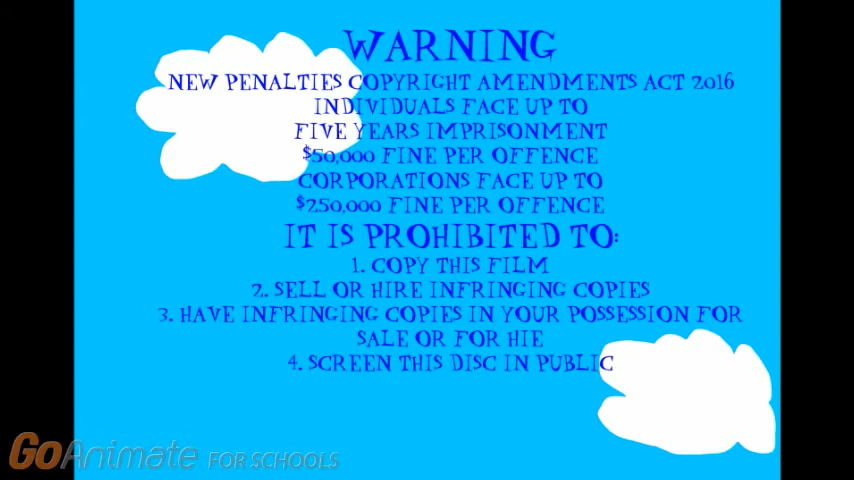 WARNING
NEW PENALTIES COPYRIGHT AMENDMENTS ACT 2016
INDIVIDUALS FACE UP TO
FIVE YEARS IMPRISONMENT
$50,000 FINE PER OFFENCE
CORPORATIONS FACE UP TO
$250,000 FINE PER OFFENCE
IT IS PROHIBITED TO:
1. COPY THIS FILM
2. SELL OR HIRE INFRINGING COPIES
3. HAVE INFRINGING COPIES IN YOUR POSSESSION FOR
SALE OR FOR HIE
4. SCREEN THIS DISC IN PUBLIC
GoAnimate FOR SCHOOLS